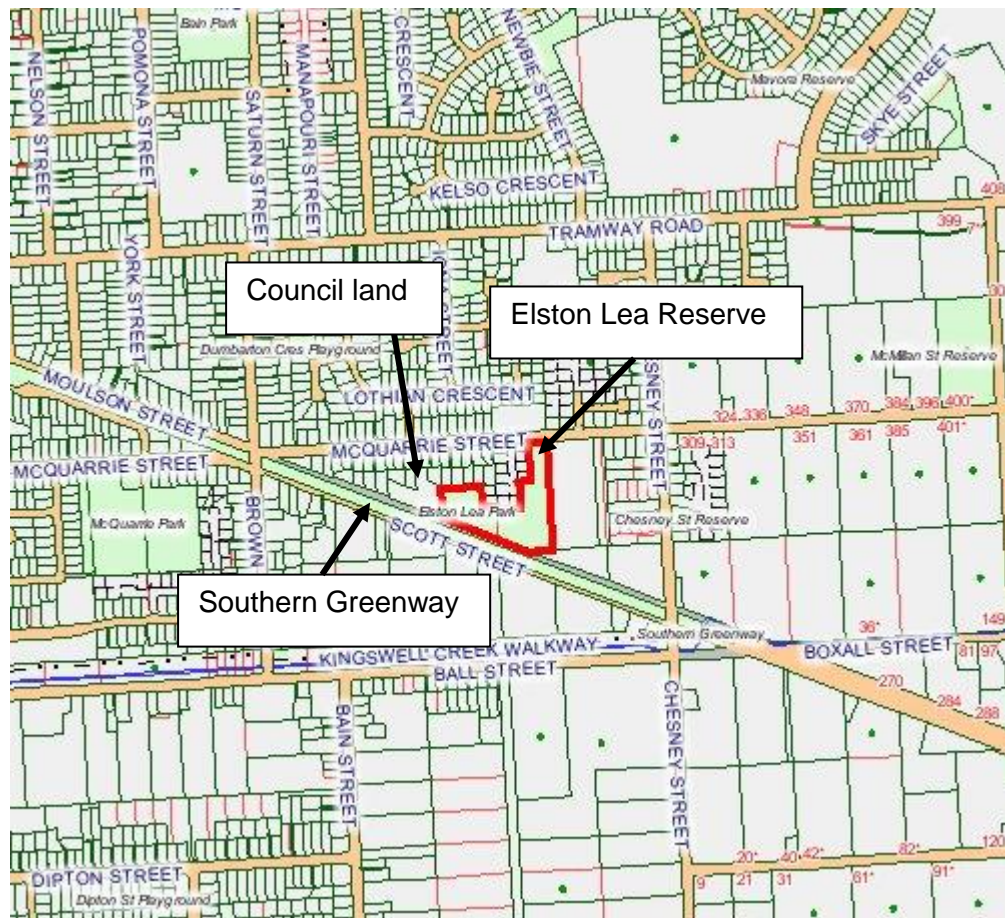 Bain Park
NELSON STREET
POMONA STREET
SATURN STREET
MANAPOURI STREET
CRESCENT
NEWBIE STREET
Mavora Reserve
SKYE STREET
KELSO CRESCENT
TRAMWAY ROAD
408
399
7*
30
YORK STREET
Council land
Elston Lea Reserve
Dumbarton Cres Playground
McMillan St Reserve
MOULSON STREET
LOTHIAN CRESCENT
SNEY STREET
324 336 348 370 384 396 400*
309 313 351 361 385 401*
MCQUARRIE STREET
MCQUARRIE STREET
McQuarrie Park
BROWN
Elston Lea Park
Chesney St Reserve
SCOTT STREET
Southern Greenway
Southern Greenway
36*
149
KINGSWELL CREEK WALKWAY
BOXALL STREET
81 97
BALL STREET
270
284
288
BAIN STREET
CHESNEY STREET
DIPTON STREET
Dipton St Playground
20* 40 42* 82* 120
9 21 31 61* 91*